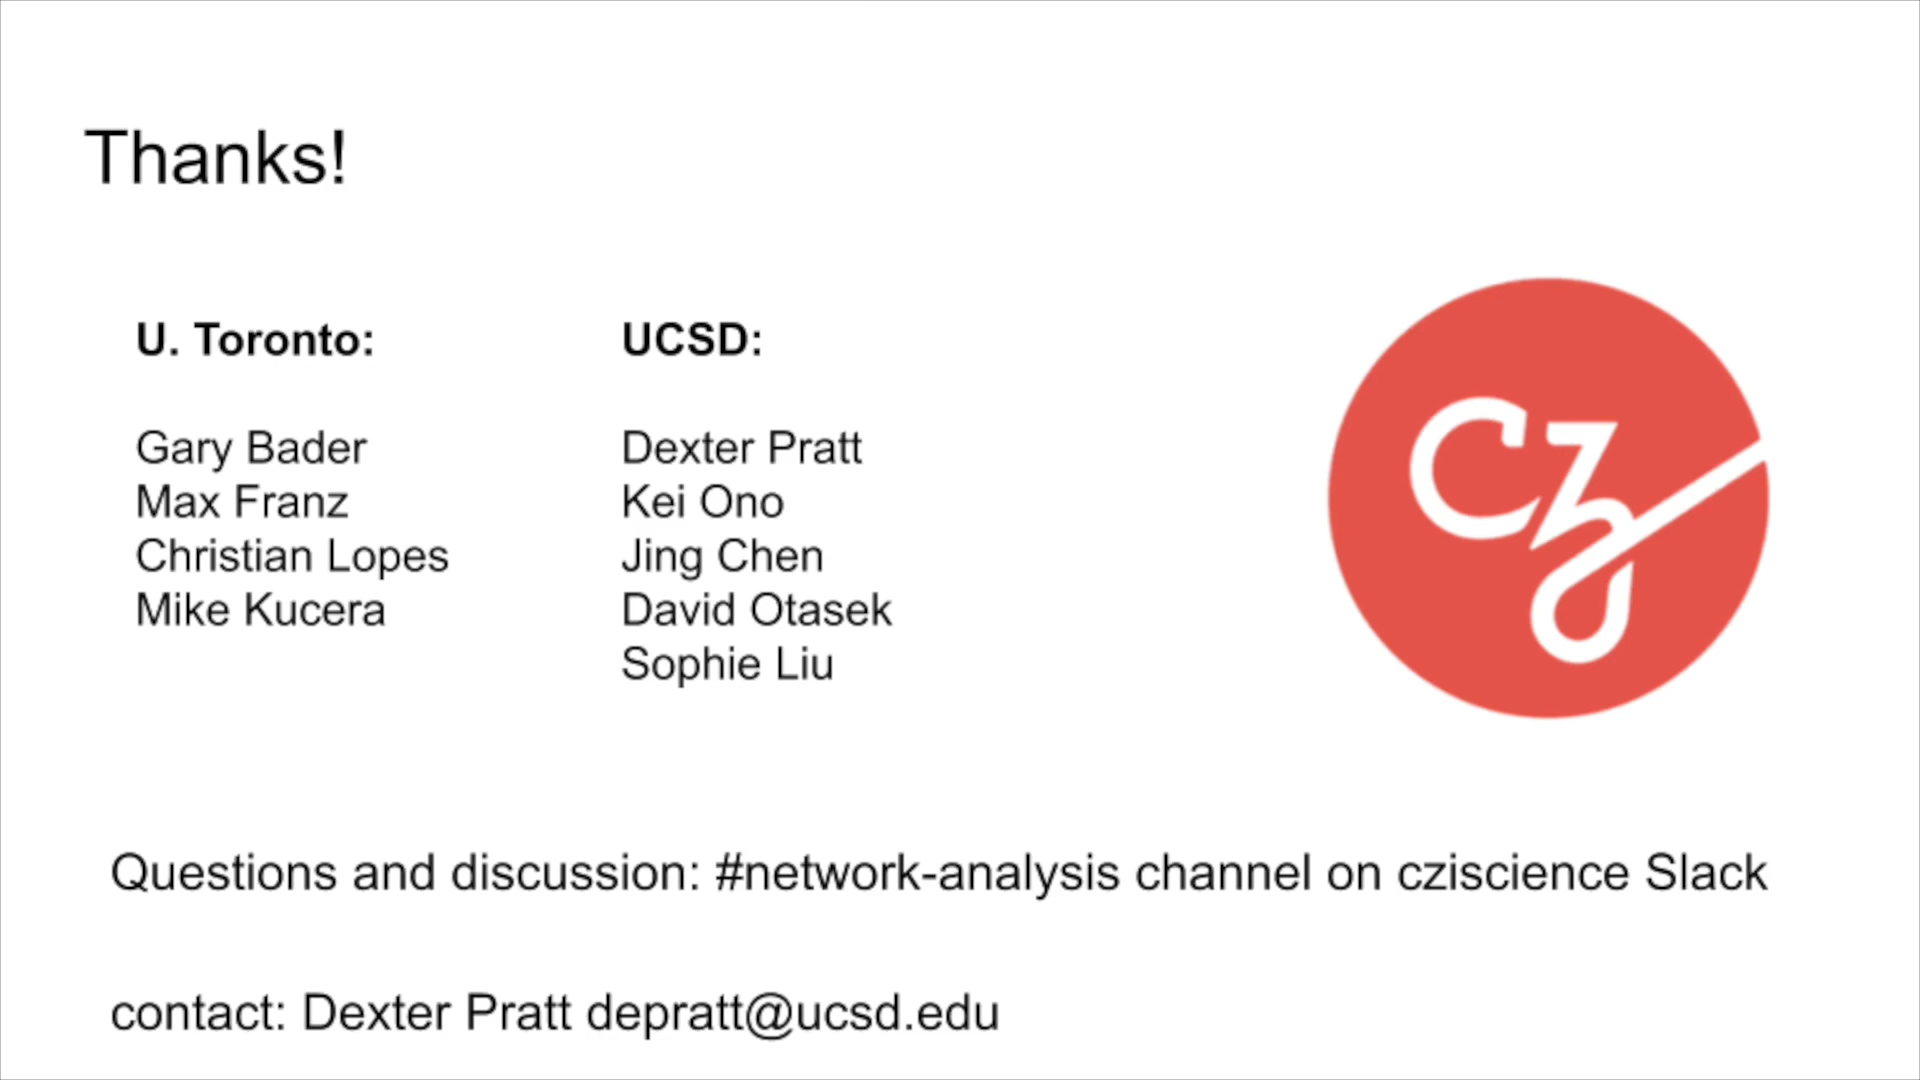 Thanks!
U. Toronto:
Gary Bader
Max Franz
Christian Lopes
Mike Kucera
UCSD:
Dexter Pratt
Kei Ono
Jing Chen
David Otasek
Sophie Liu
cz
Questions and discussion: #network-analysis channel on cziscience Slack
contact: Dexter Pratt depratt@ucsd.edu